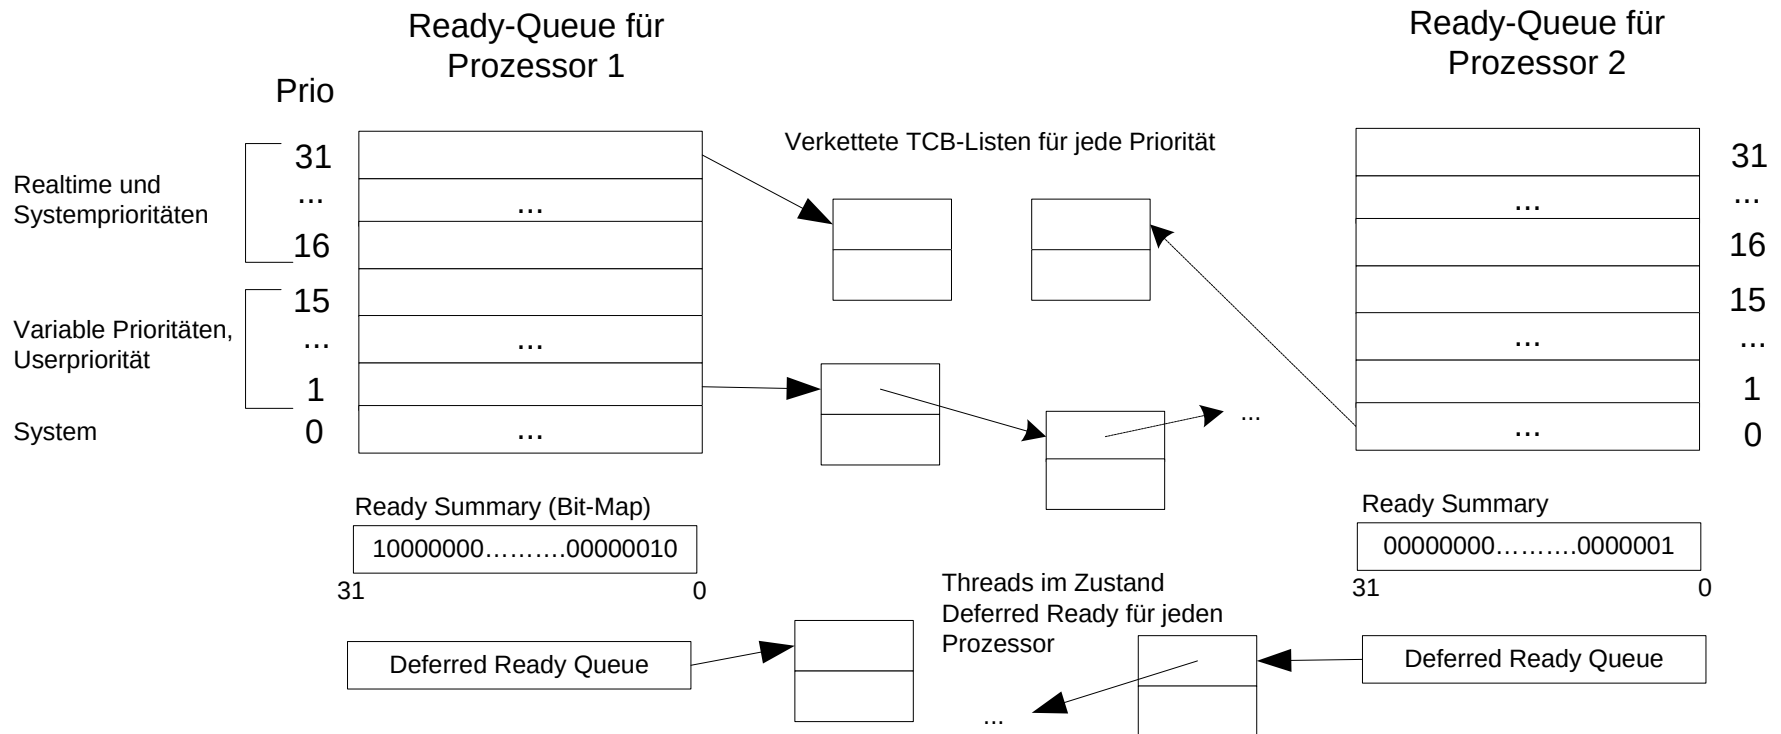 Ready-Queue für
Prozessor 1
Ready-Queue für
Prozessor 2
Prio
Verkettete TCB-Listen für jede Priorität
Realtime und
Systemprioritäten
31
...
16
...
31
...
16
...
Variable Prioritäten,
Userpriorität
15
...
1
...
15
...
1
...
...
System
0
...
0
...
Ready Summary (Bit-Map)
10000000……….00000010
31 0
Ready Summary
00000000……….0000001
31 0
Threads im Zustand
Deferred Ready für jeden
Prozessor
Deferred Ready Queue
...
Deferred Ready Queue